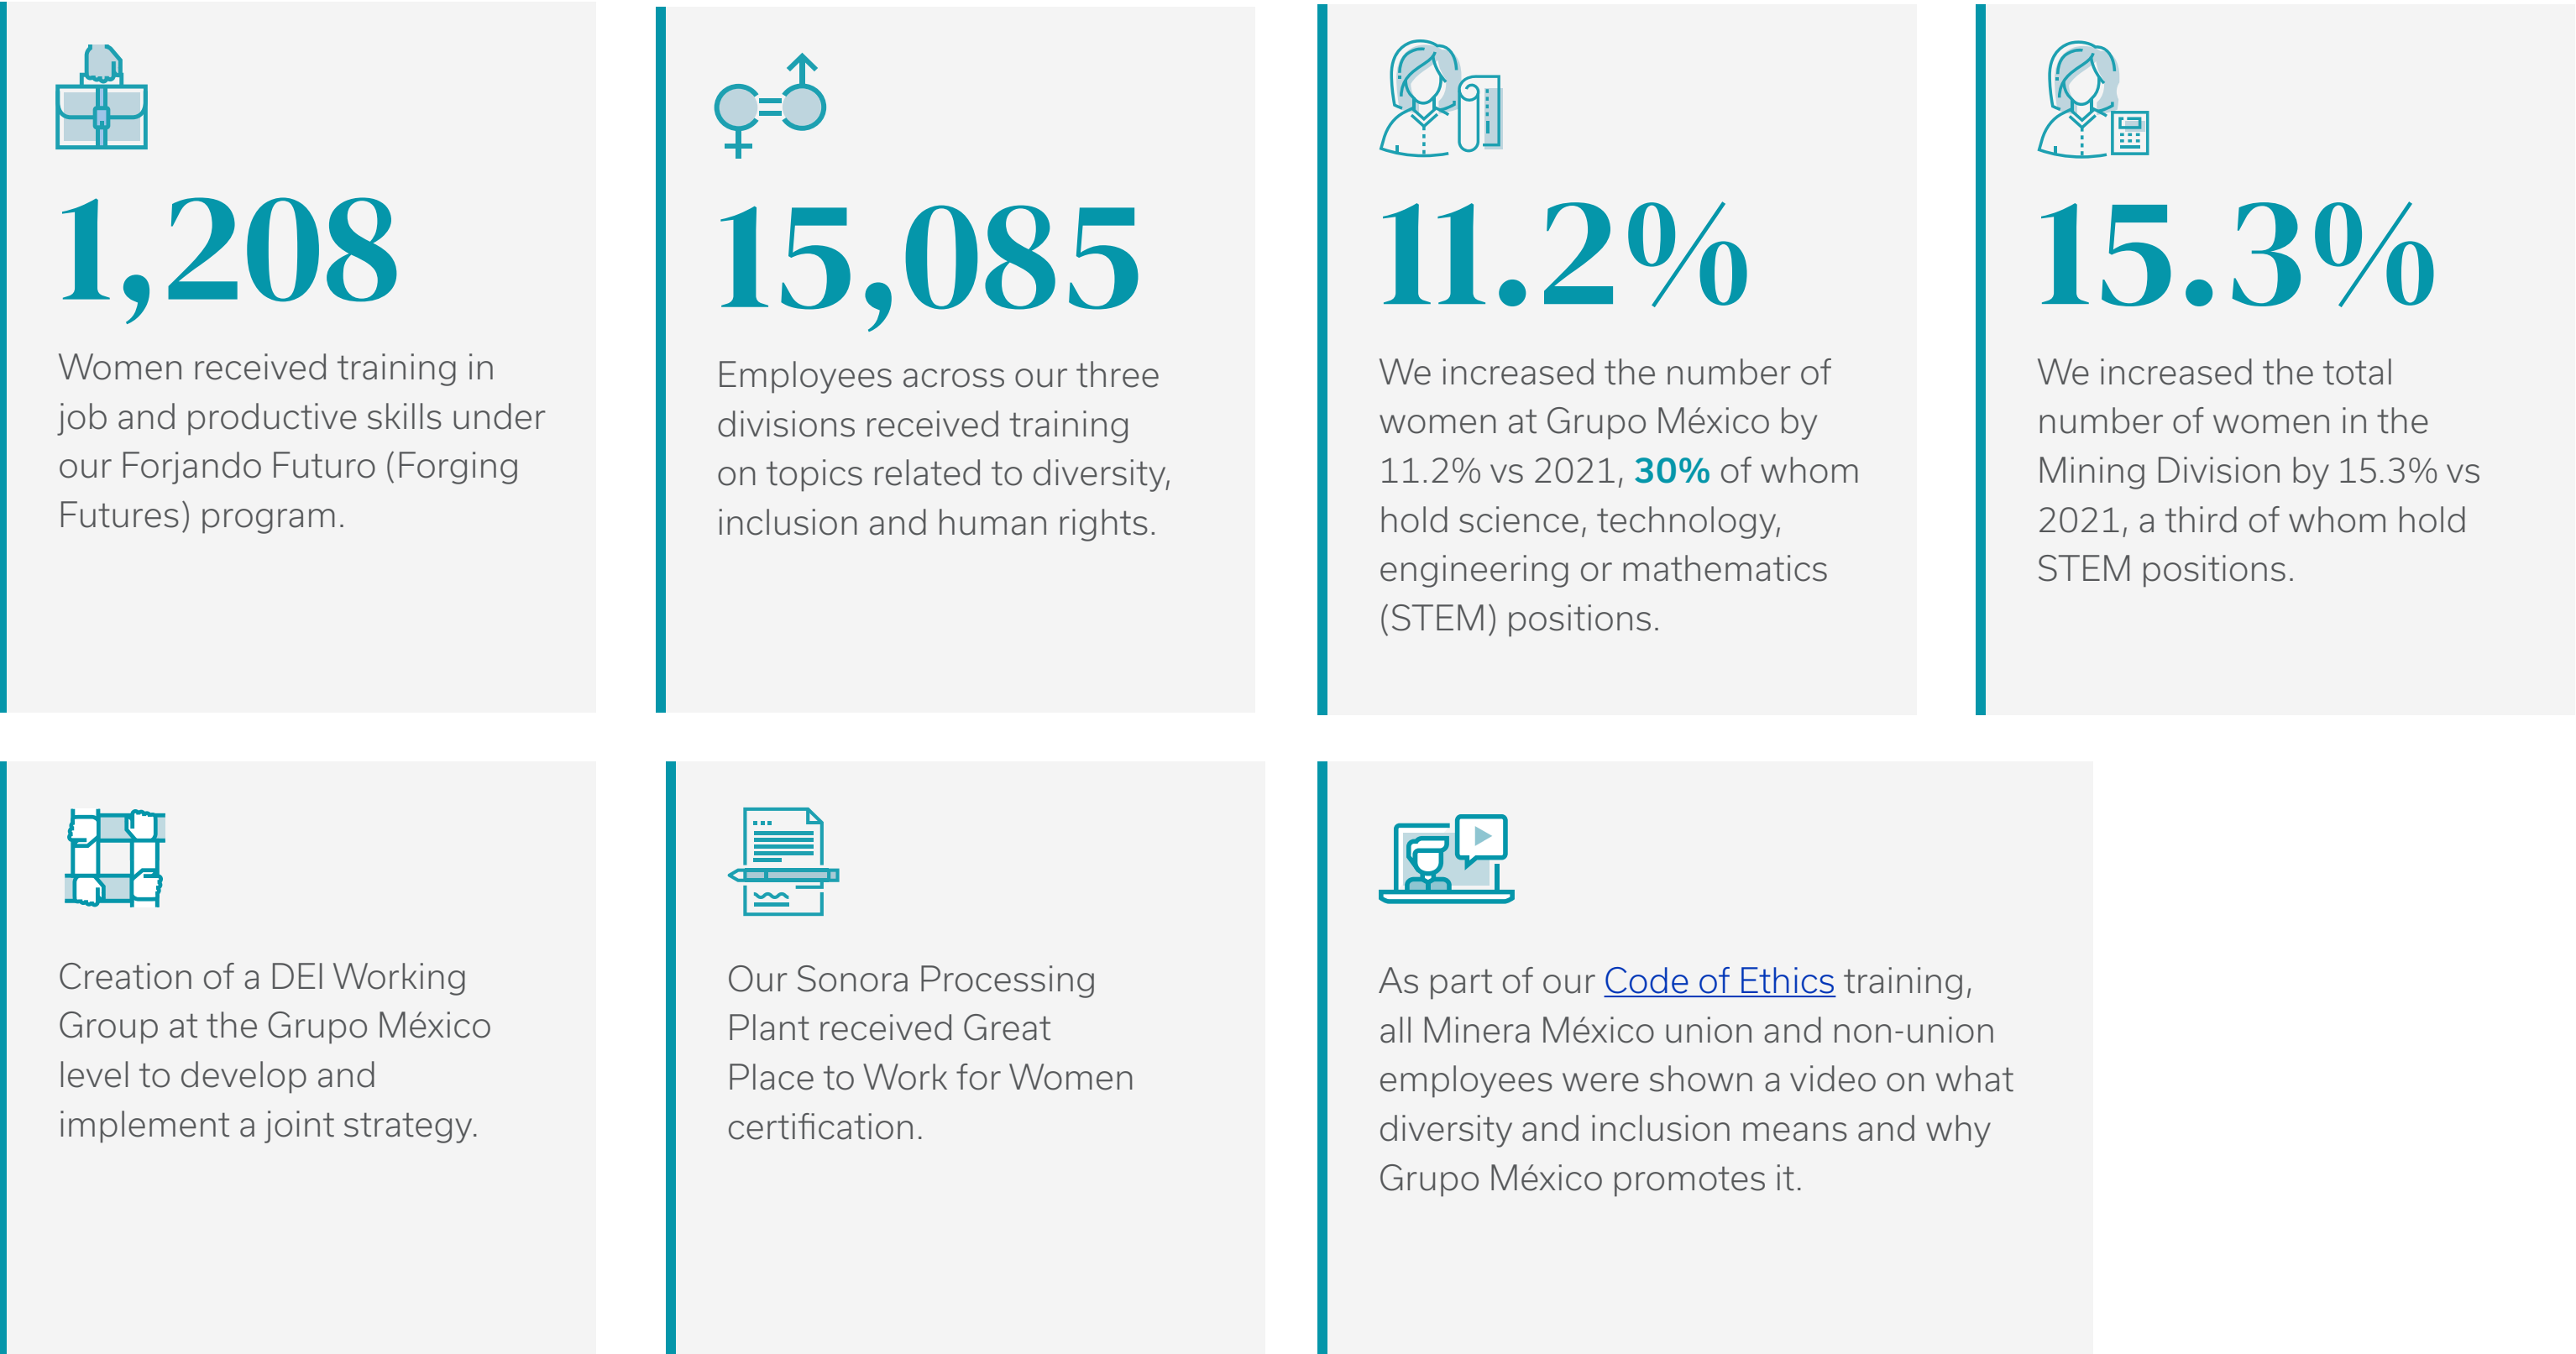 1,208
Women received training in
job and productive skills under
our Forjando Futuro (Forging
Futures) program.
15,085
Employees across our three
divisions received training
on topics related to diversity,
inclusion and human rights.
11.2%
We increased the number of
women at Grupo México by
11.2% vs 2021, 30% of whom
hold science, technology,
engineering or mathematics
(STEM) positions.
15.3%
We increased the total
number of women in the
Mining Division by 15.3% vs
2021, a third of whom hold
STEM positions.
Creation of a DEI Working
Group at the Grupo México
level to develop and
implement a joint strategy.
Our Sonora Processing
Plant received Great
Place to Work for Women
certification.
As part of our Code of Ethics training,
all Minera México union and non-union
employees were shown a video on what
diversity and inclusion means and why
Grupo México promotes it.